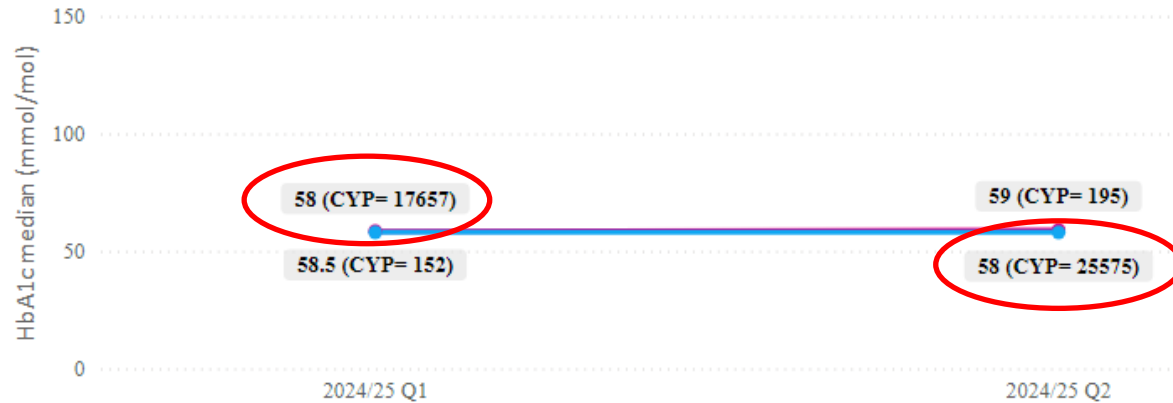 150
HbA1c median (mmol/mol)
100
58 (CYP= 17657)
59 (CYP= 195)
50
58.5 (CYP= 152)
58 (CYP= 25575)
0
2024/25 Q1
2024/25 Q2